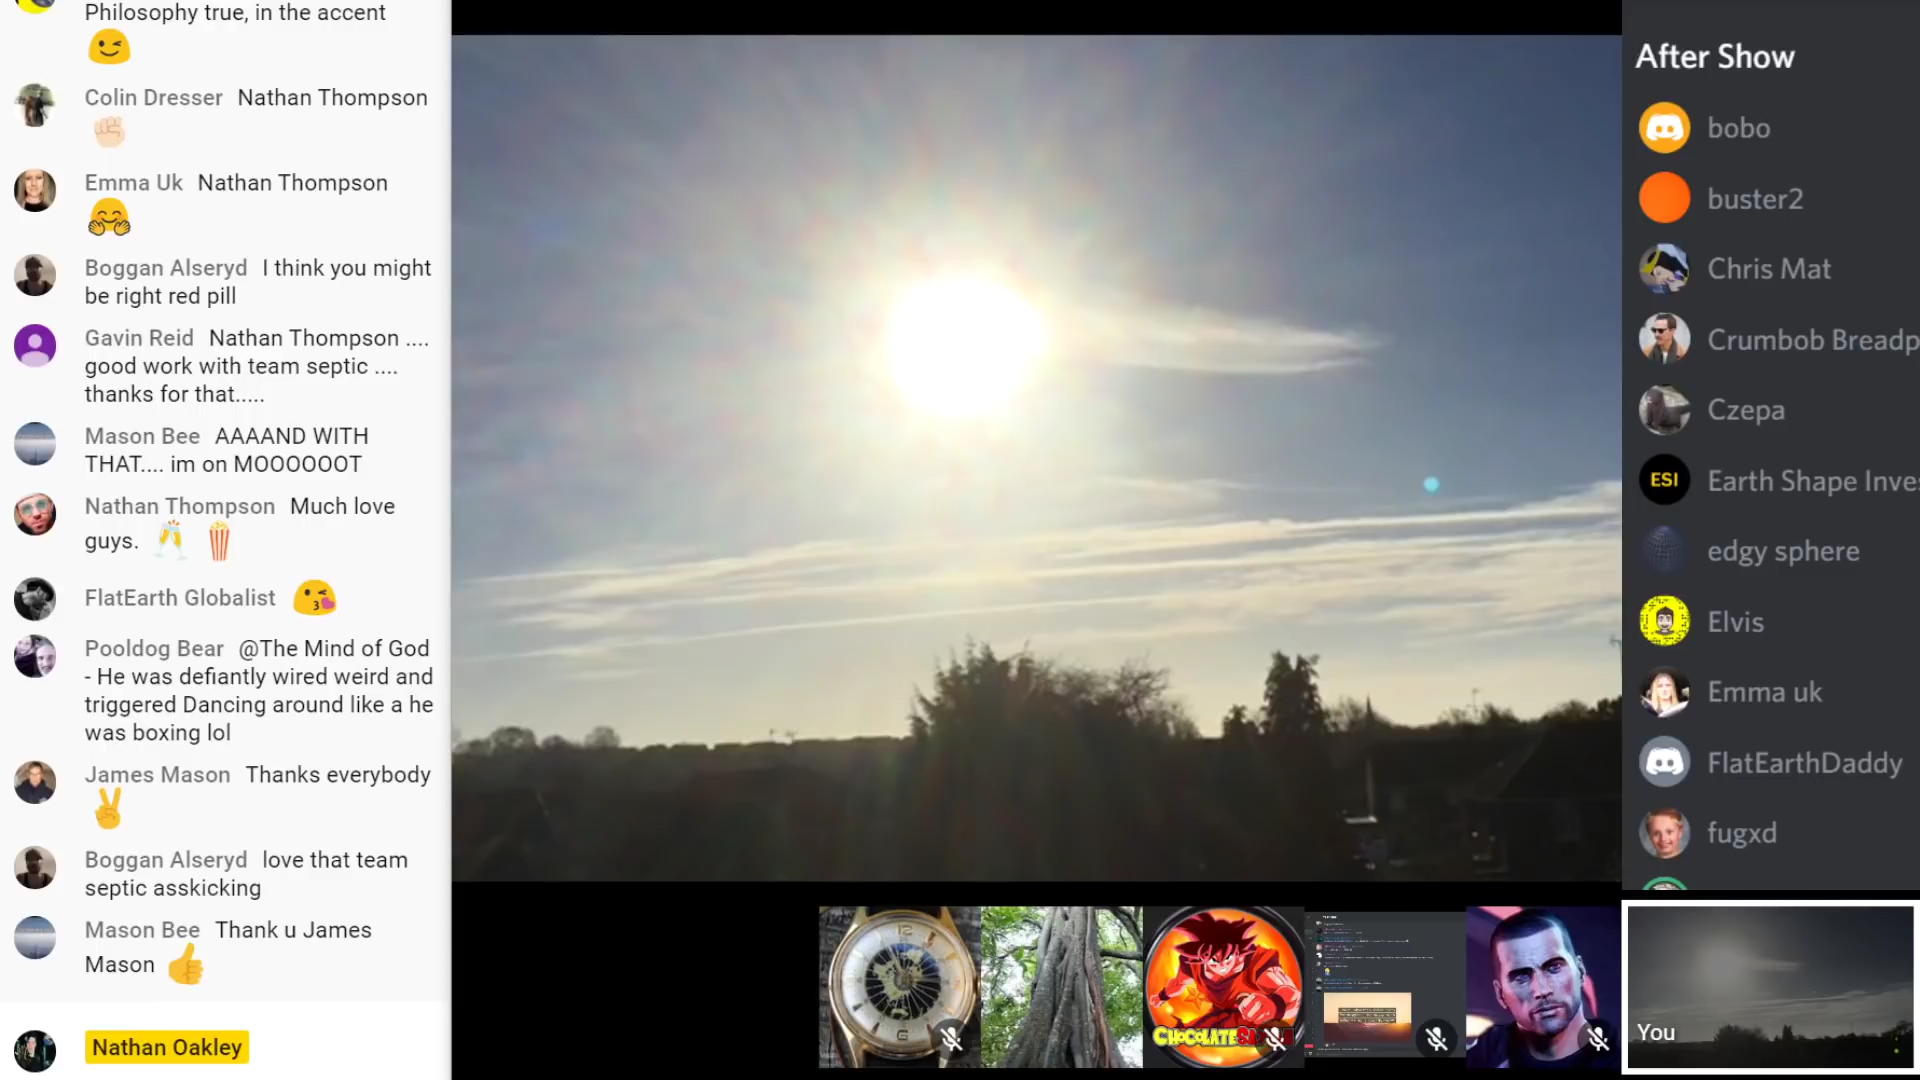 Philosophy true, in the accent
Colin Dresser Nathan Thompson
Emma Uk Nathan Thompson
Boggan Alseryd I think you might
be right red pill
Gavin Reid Nathan Thompson ....
good work with team septic ....
thanks for that.....
Mason Bee AAAAND WITH
THAT.... im on MOOOOOOT
Nathan Thompson Much love
guys.
FlatEarth Globalist
Pooldog Bear @The Mind of God
- He was defiantly wired weird and
triggered Dancing around like a he
was boxing lol
James Mason Thanks everybody
Boggan Alseryd love that team
septic asskicking
Mason Bee Thank u James
Mason
Nathan Oakley
CHOCOLATE
You
After Show
bobo
buster2
Chris Mat
Crumbob Breadp
Czepa
ESI
Earth Shape Inve
edgy sphere
Elvis
Emma uk
FlatEarthDaddy
fugxd